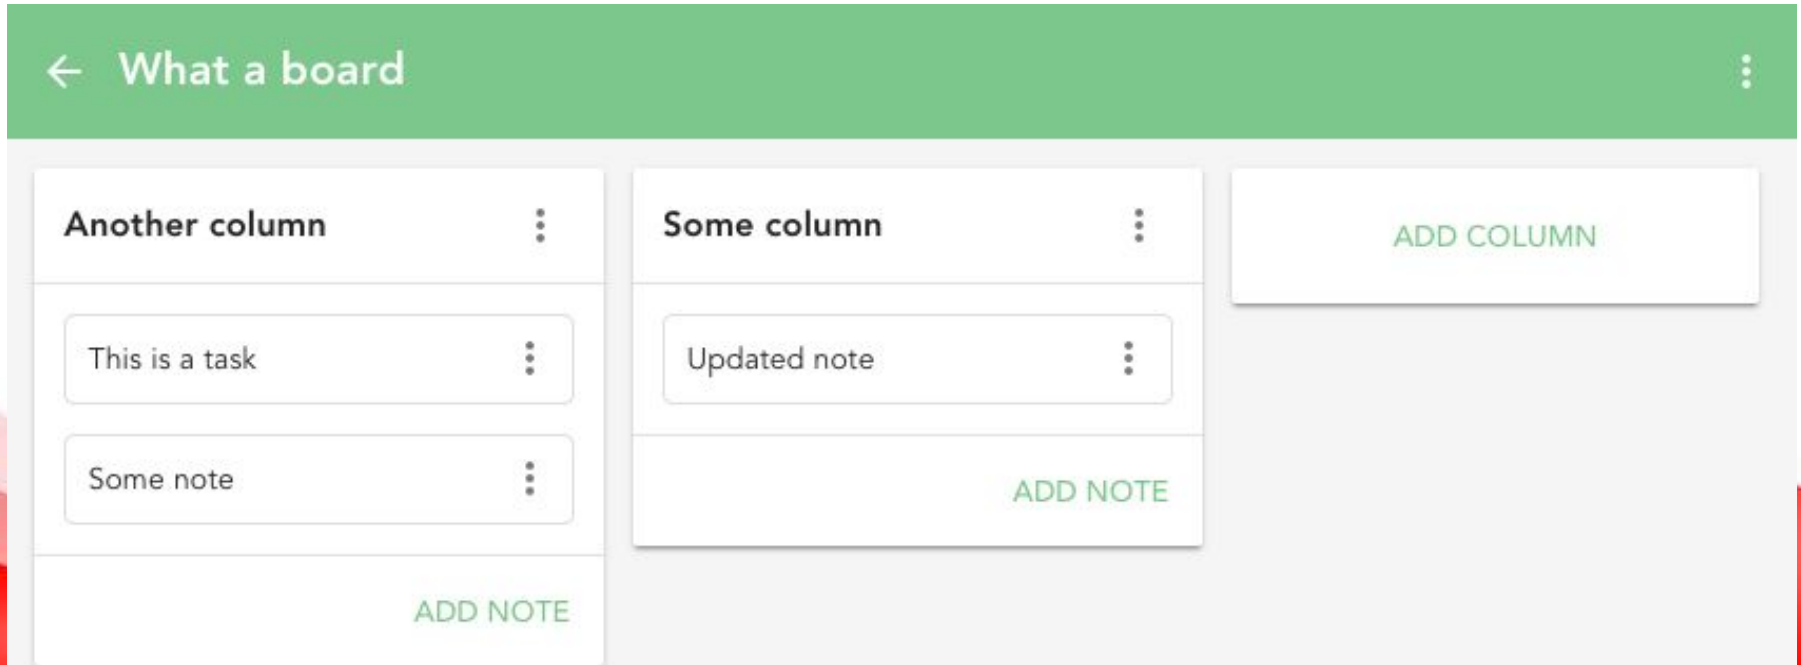 What a board
Another column
This is a task
Some note
ADD NOTE
Some column
Updated note
ADD NOTE
ADD COLUMN